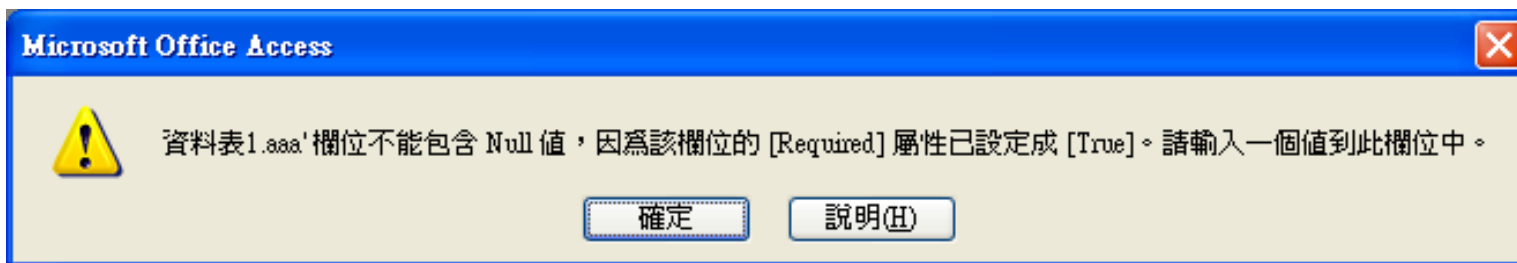 Microsoft Office Access
資料表1.aaa' 欄位不能包含 Null 值，因爲該欄位的 [Required] 屬性已設定成 [True]。請輸入一個值到此欄位中。
確定
說明(H)